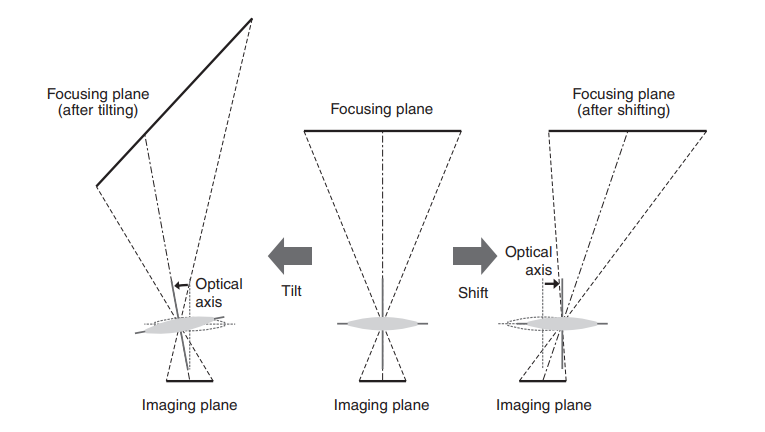 Focusing plane
(after tilting)
Focusing plane
Focusing plane
(after shifting)
Optical
axis
Tilt
Optical
axis
Shift
Imaging plane
Imaging plane
Imaging plane